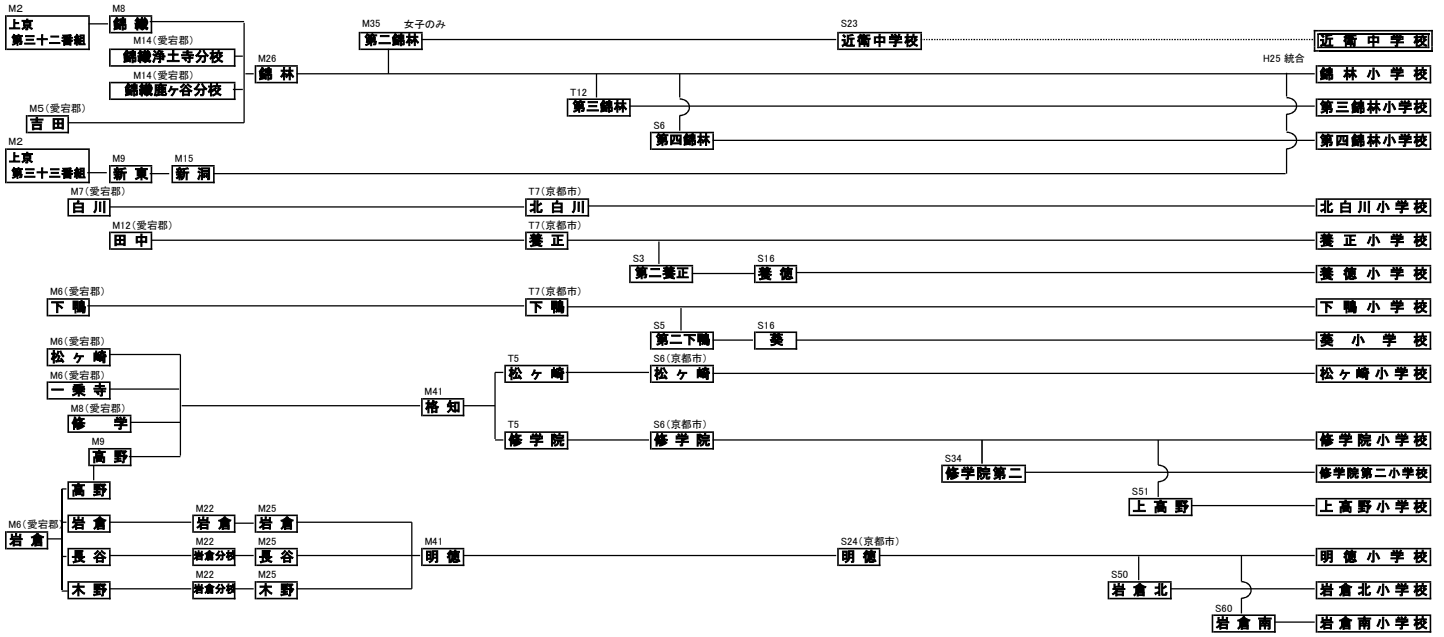 M2
上京
第三十二番組
M8
錦織
M14(愛宕郡)
錦織浄土寺分校
M14(愛宕郡)
錦織鹿ヶ谷分校
M5(愛宕郡)
吉田
M26
錦林
M35 女子のみ
第二錦林
S23
近衛中学校
近衛中学校
H25 統合
錦林小学校
T12
第三錦林
第三錦林小学校
S6
第四錦林
第四錦林小学校
M2
上京
第三十三番組
M9
新東
M15
新洞
M7(愛宕郡)
白川
T7(京都市)
北白川
北白川小学校
M12(愛宕郡)
田中
T7(京都市)
養正
養正小学校
S3
第二養正
S16
養徳
養徳小学校
M6(愛宕郡)
下鴨
T7(京都市)
下鴨
下鴨小学校
S5
第二下鴨
S16
葵
葵小学校
M6(愛宕郡)
松ヶ崎
M6(愛宕郡)
一乗寺
M8(愛宕郡)
修学
M9
高野
M41
格知
T5
松ヶ崎
S6(京都市)
松ヶ崎
松ヶ崎小学校
T5
修学院
S6(京都市)
修学院
修学院小学校
S34
修学院第二
修学院第二小学校
S51
上高野
上高野小学校
M6(愛宕郡)
岩倉
高野
岩倉
M22
岩倉
M25
岩倉
長谷
M22
岩倉分校
M25
長谷
木野
M22
岩倉分校
M25
木野
M41
明徳
S24(京都市)
明徳
明徳小学校
S50
岩倉北
岩倉北小学校
S60
岩倉南
岩倉南小学校